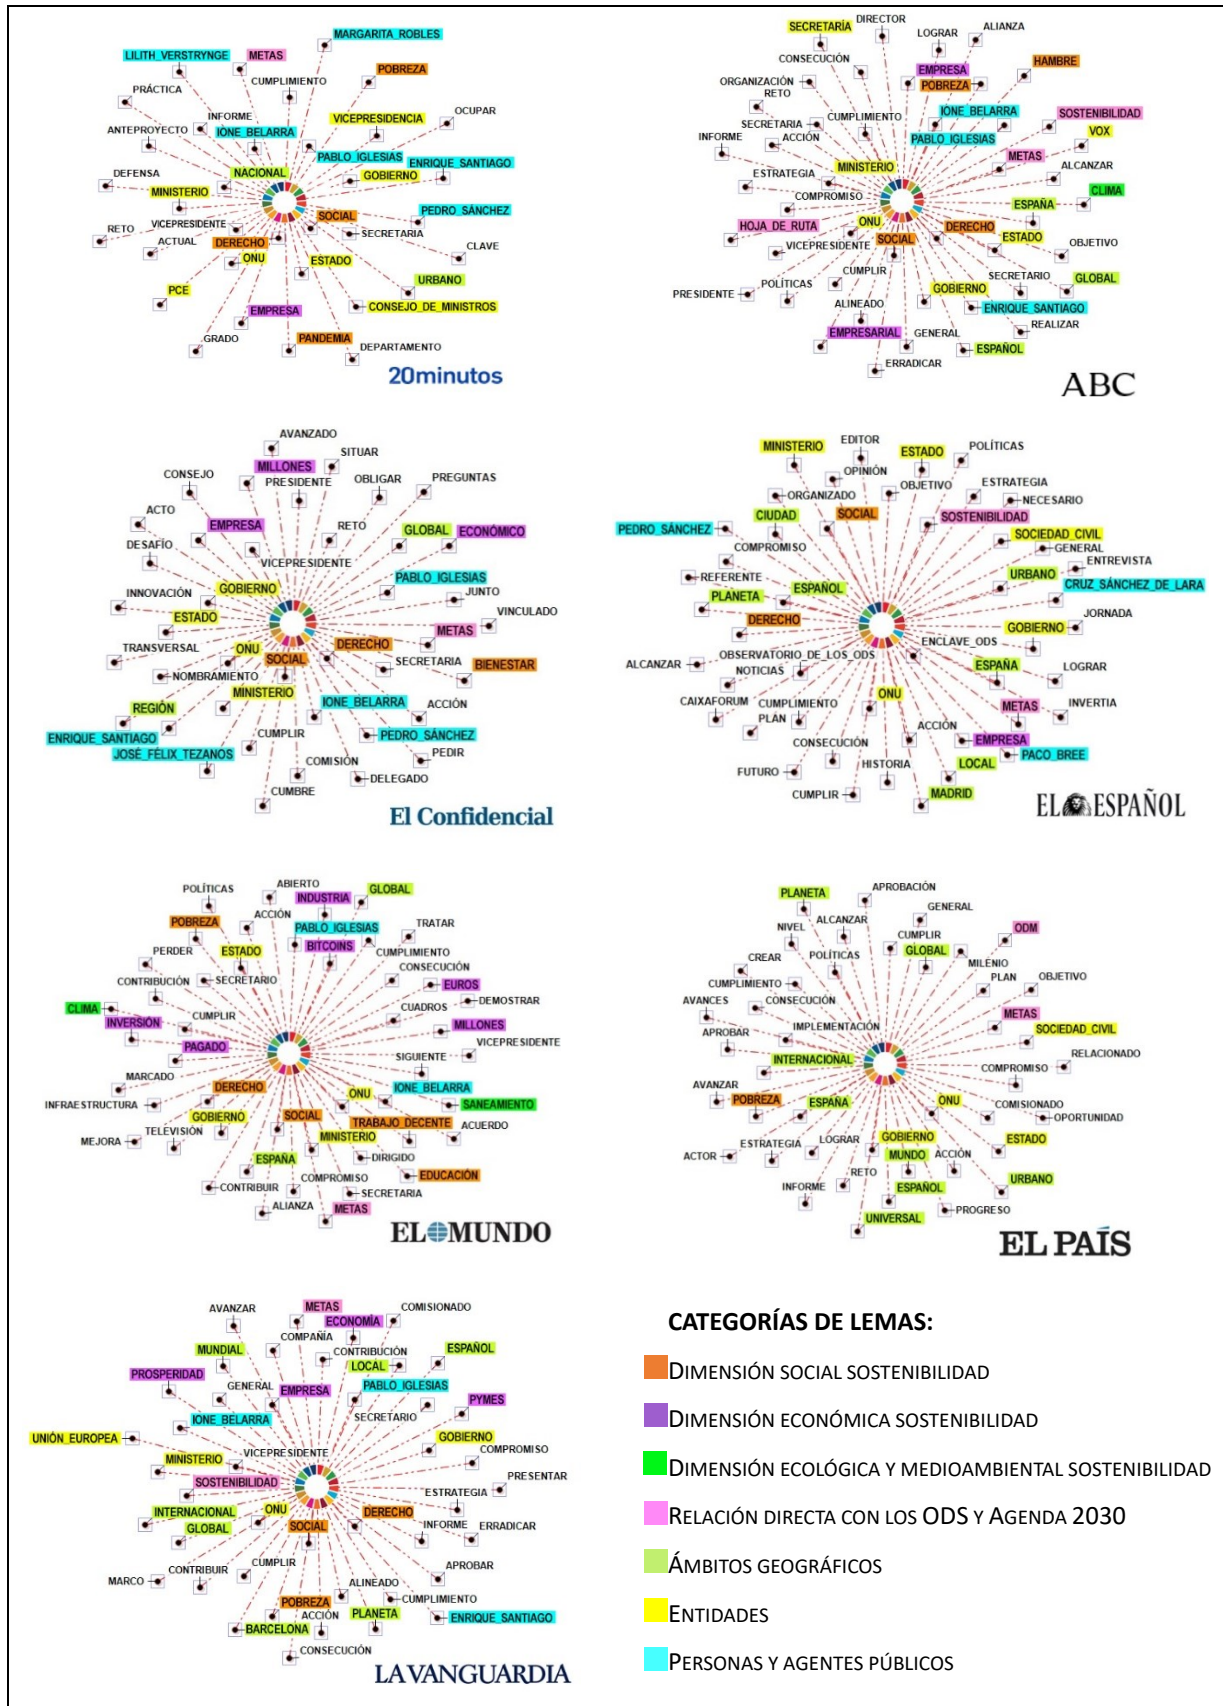 MARGARITA_ROBLES
LILITH_VERSTRYNGE
METAS
POBREZA
CUMPLIMIENTO
PRÁCTICA
INFORME
VICEPRESIDENCIA
OCUPAR
ANTEPROYECTO
IONE_BELARRA
PABLO_IGLESIAS
ENRIQUE_SANTIAGO
NACIONAL
GOBIERNO
DEFENSA
MINISTERIO
SOCIAL
PEDRO_SÁNCHEZ
VICEPRESIDENTE
SECRETARIA
RETO
ACTUAL
DERECHO
CLAVE
ONU
ESTADO
URBANO
PCE
EMPRESA
CONSEJO_DE_MINISTROS
GRADO
PANDEMIA
DEPARTAMENTO
20minutos
SECRETARÍA
DIRECTOR
LOGRAR
ALIANZA
CONSECUCIÓN
EMPRESA
HAMBRE
ORGANIZACIÓN
POBREZA
RETO
IONE_BELARRA
SOSTENIBILIDAD
SECRETARIA
CUMPLIMIENTO
PABLO_IGLESIAS
VOX
INFORME
ACCIÓN
METAS
MINISTERIO
ALCANZAR
ESTRATEGIA
CLIMA
COMPROMISO
ESPAÑA
HOJA_DE_RUTA
ONU
DERECHO
VICEPRESIDENTE
SOCIAL
ESTADO
OBJETIVO
CUMPLIR
SECRETARIO
GLOBAL
PRESIDENTE
POLÍTICAS
GOBIERNO
ALINEADO
ENRIQUE_SANTIAGO
EMPRESARIAL
GENERAL
REALIZAR
ESPAÑOL
ERRADICAR
ABC
AVANZADO
SITUAR
MILLONES
CONSEJO
PRESIDENTE
OBLIGAR
PREGUNTAS
ACTO
EMPRESA
RETO
GLOBAL
ECONÓMICO
DESAFÍO
VICEPRESIDENTE
PABLO_IGLESIAS
GOBIERNO
JUNTO
INNOVACIÓN
VINCULADO
ESTADO
METAS
ONU
DERECHO
TRANSVERSAL
SOCIAL
SECRETARIA
BIENESTAR
NOMBRAMIENTO
MINISTERIO
IONE_BELARRA
REGIÓN
ACCIÓN
ENRIQUE_SANTIAGO
PEDRO_SÁNCHEZ
JOSÉ_FÉLIX_TEZANOS
CUMPLIR
COMISIÓN
PEDIR
DELEGADO
CUMBRE
El Confidencial
MINISTERIO
EDITOR
ESTADO
POLÍTICAS
OPINIÓN
OBJETIVO
ESTRATEGIA
ORGANIZADO
NECESARIO
CIUDAD
SOCIAL
SOSTENIBILIDAD
PEDRO_SÁNCHEZ
SOCIEDAD_CIVIL
COMPROMISO
GENERAL
ENTREVISTA
REFERENTE
ESPAÑOL
URBANO
CRUZ_SÁNCHEZ_DE_LARA
PLANETA
DERECHO
GOBIERNO
JORNADA
ENCLAVE_ODS
OBSERVATORIO_DE_LOS_ODS
ALCANZAR
NOTICIAS
ESPAÑA
LOGRAR
ONU
CAIXAFORUM
CUMPLIMIENTO
METAS
INVERTIA
PLÁN
ACCIÓN
EMPRESA
CONSECUCIÓN
PACO_BREE
FUTURO
HISTORIA
LOCAL
CUMPLIR
MADRID
EL ESPAÑOL
POLÍTICAS
ABIERTO
INDUSTRIA
GLOBAL
POBREZA
ACCIÓN
PABLO_IGLESIAS
TRATAR
PERDER
ESTADO
BITCOINS
CUMPLIMIENTO
CONTRIBUCIÓN
SECRETARIO
CONSECUCIÓN
EUROS
CLIMA
CUADROS
DEMOSTRAR
INVERSIÓN
CUMPLIR
MILLONES
PAGADO
VICEPRESIDENTE
SIGUIENTE
MARCADO
DERECHO
ONU
IONE_BELARRA
INFRAESTRUCTURA
SANEAMIENTO
GOBIERNO
SOCIAL
TRABAJO_DECENTE
MEJORA
TELEVISIÓN
MINISTERIO
ACUERDO
ESPAÑA
DIRIGIDO
EDUCACIÓN
CONTRIBUIR
COMPROMISO
SECRETARIA
ALIANZA
METAS
EL MUNDO
PLANETA
APROBACIÓN
ALCANZAR
GENERAL
ODM
NIVEL
CUMPLIR
GLOBAL
CREAR
POLÍTICAS
MILENIO
CUMPLIMIENTO
PLAN
OBJETIVO
AVANCES
CONSECUCIÓN
METAS
APROBAR
IMPLEMENTACIÓN
SOCIEDAD_CIVIL
INTERNACIONAL
RELACIONADO
AVANZAR
COMPROMISO
POBREZA
ESPAÑA
ONU
COMISIONADO
OPORTUNIDAD
ESTRATEGIA
LOGRAR
GOBIERNO
ESTADO
ACTOR
MUNDO
ACCIÓN
INFORME
RETO
ESPAÑOL
URBANO
UNIVERSAL
PROGRESO
EL PAÍS
AVANZAR
METAS
ECONOMÍA
COMISIONADO
MUNDIAL
COMPAÑÍA
CONTRIBUCIÓN
ESPAÑOL
PROSPERIDAD
LOCAL
GENERAL
EMPRESA
PABLO_IGLESIAS
PYMES
IONE_BELARRA
SECRETARIO
UNIÓN_EUROPEA
GOBIERNO
MINISTERIO
VICEPRESIDENTE
COMPROMISO
SOSTENIBILIDAD
PRESENTAR
INTERNACIONAL
ONU
ESTRATEGIA
GLOBAL
SOCIAL
DERECHO
INFORME
ERRADICAR
MARCO
CONTRIBUIR
CUMPLIR
ALINEADO
APROBAR
POBREZA
CUMPLIMIENTO
BARCELONA
ACCIÓN
PLANETA
ENRIQUE_SANTIAGO
CONSECUCIÓN
LA VANGUARDIA
CATEGORÍAS DE LEMAS:
DIMENSIÓN SOCIAL SOSTENIBILIDAD
DIMENSIÓN ECONÓMICA SOSTENIBILIDAD
DIMENSIÓN ECOLÓGICA Y MEDIOAMBIENTAL SOSTENIBILIDAD
RELACIÓN DIRECTA CON LOS ODS Y AGENDA 2030
ÁMBITOS GEOGRÁFICOS
ENTIDADES
PERSONAS Y AGENTES PÚBLICOS